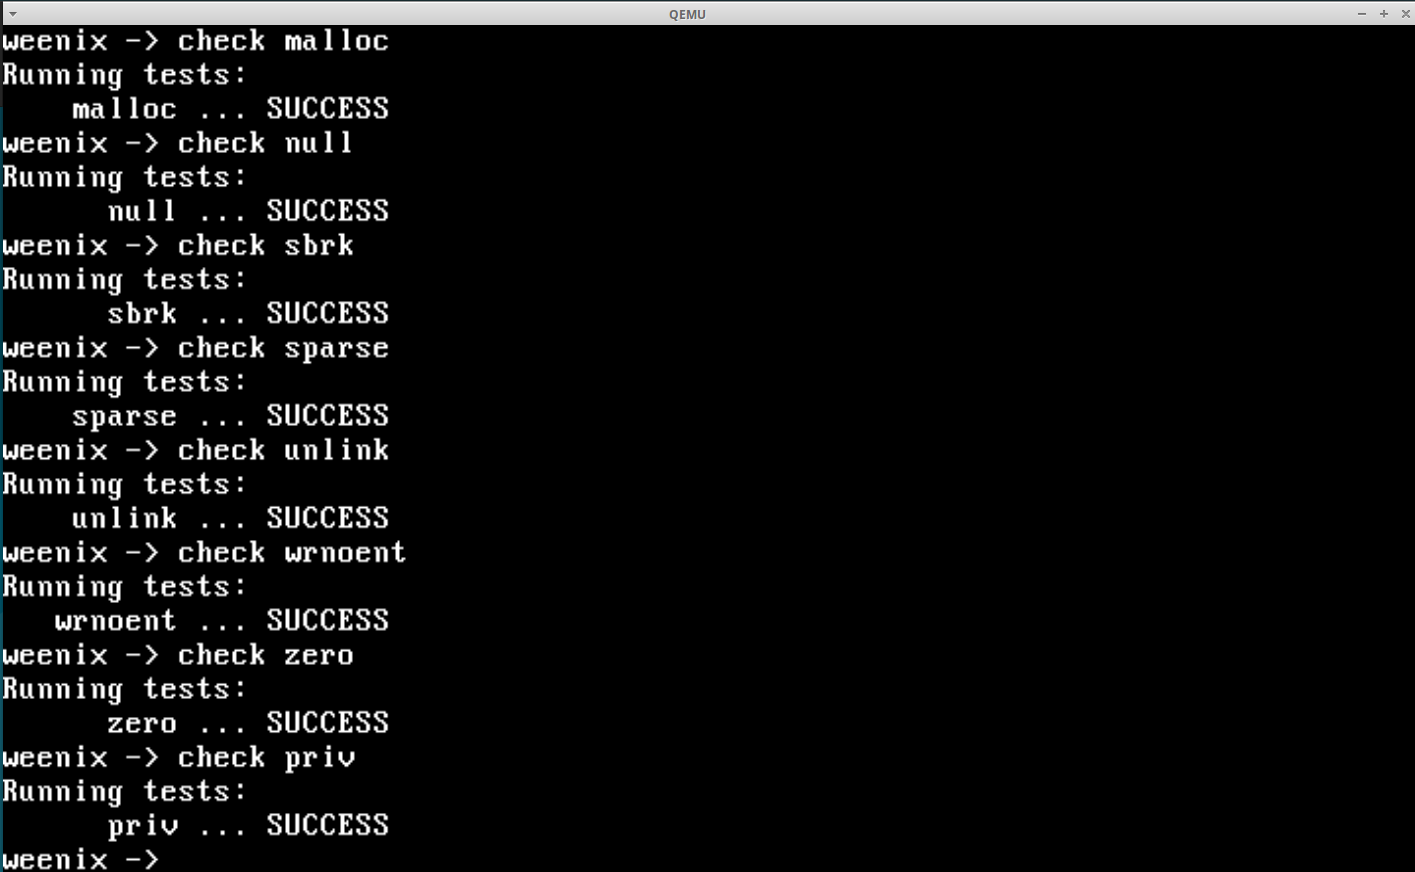 QEMU
weenix -> check malloc
Running tests:
    malloc ... SUCCESS
weenix -> check null
Running tests:
      null ... SUCCESS
weenix -> check sbrk
Running tests:
      sbrk ... SUCCESS
weenix -> check sparse
Running tests:
    sparse ... SUCCESS
weenix -> check unlink
Running tests:
    unlink ... SUCCESS
weenix -> check wrnoent
Running tests:
   wrnoent ... SUCCESS
weenix -> check zero
Running tests:
      zero ... SUCCESS
weenix -> check priv
Running tests:
      priv ... SUCCESS
weenix ->